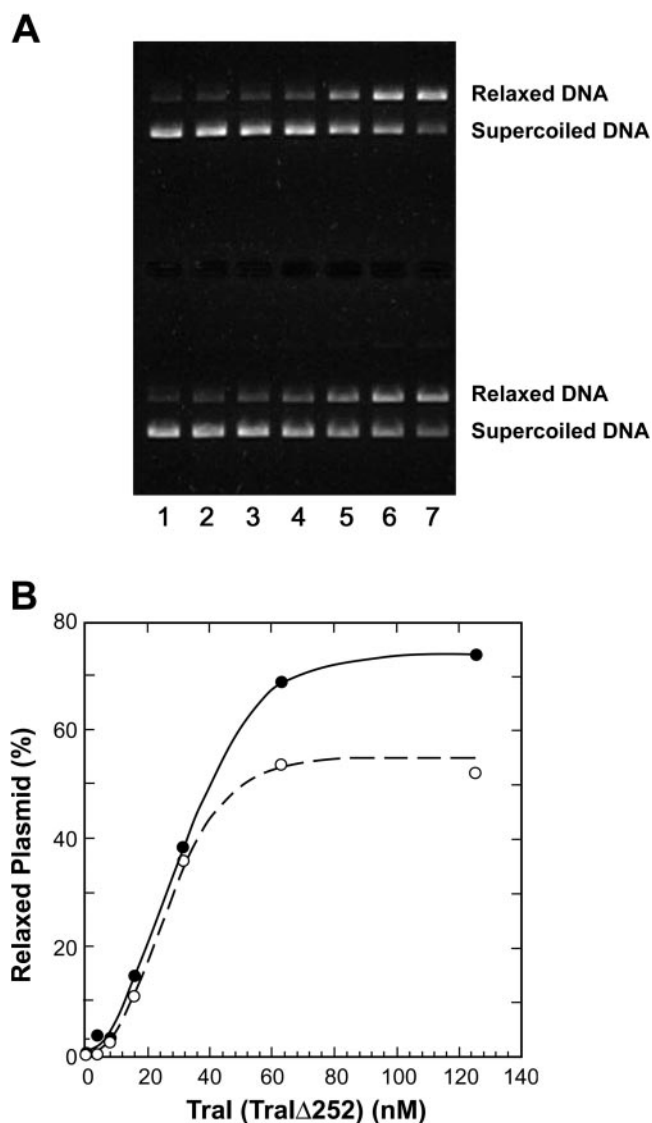 A
Relaxed DNA
Supercoiled DNA
Relaxed DNA
Supercoiled DNA
1 2 3 4 5 6 7
B
80
60
40
20
0
Relaxed Plasmid (%)
0 20 40 60 80 100 120 140
TraI (TraIΔ252) (nM)